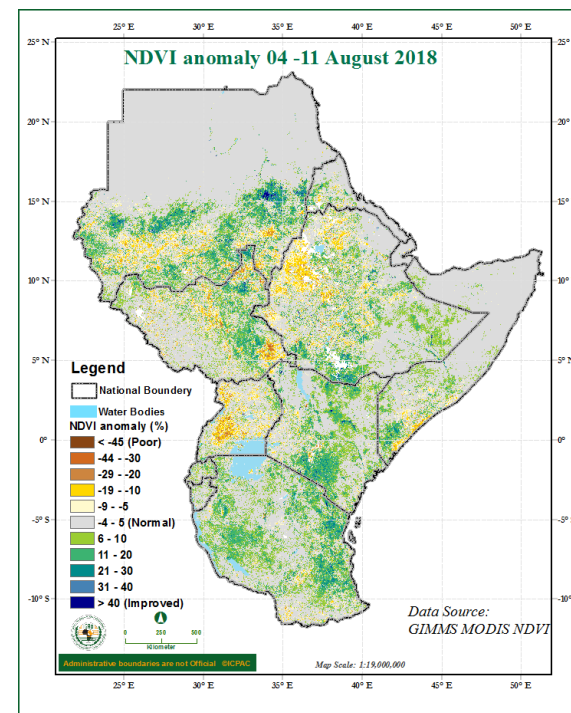 25° E 30° E 35° E 40° E 45° E 50° E
NDVI anomaly 04 -11 August 2018
20° N
15° N
10° N
5° N
0°
-5° S
-10° S
20° N
15° N
10° N
5° N
0°
-5° S
-10° S
Legend
National Boundary
Water Bodies
NDVI anomaly (%)
< -45 (Poor)
-44 - -30
-29 - -20
-19 - -10
-9 - -5
-4 - 5 (Normal)
6 - 10
11 - 20
21 - 30
31 - 40
> 40 (Improved)
0 250 500
Kilometer
Administrative boundaries are not Official ©ICPAC
Data Source:
GIMMS MODIS NDVI
Map Scale: 1:19,000,000
25° E 30° E 35° E 40° E 45° E 50° E